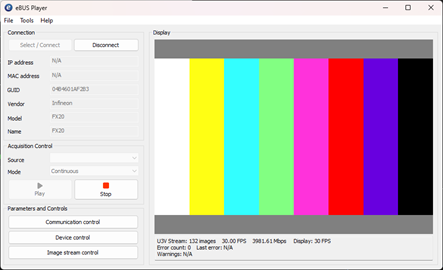 eBUS Player
File Tools Help
Connection
Select / Connect Disconnect
IP address N/A
MAC address N/A
GUID 04B4601AF2B3
Vendor Infineon
Model FX20
Name FX20
Acquisition Control
Source
Mode Continuous
Play Stop
Parameters and Controls
Communication control
Device control
Image stream control
Display
U3V Stream: 132 images 30.00 FPS 3981.61 Mbps Display: 30 FPS
Error count: 0 Last error: N/A
Warnings: N/A